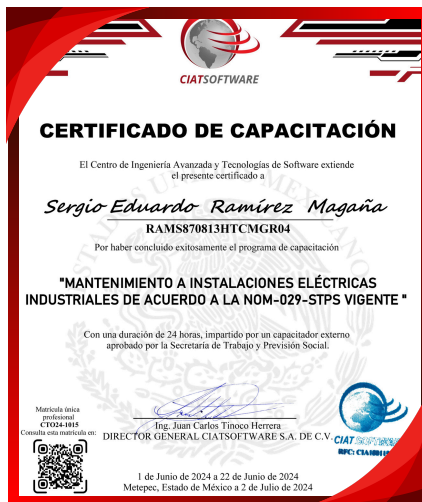 CIATSOFTWARE
CERTIFICADO DE CAPACITACIÓN
El Centro de Ingeniería Avanzada y Tecnologías de Software extiende
el presente certificado a
Sergio Eduardo Ramírez Magaña
RAMS870813HTCMGR04
Por haber concluido exitosamente el programa de capacitación
"MANTENIMIENTO A INSTALACIONES ELÉCTRICAS
INDUSTRIALES DE ACUERDO A LA NOM-029-STPS VIGENTE "
Con una duración de 24 horas, impartido por un capacitador externo
aprobado por la Secretaría de Trabajo y Previsión Social.
Matrícula única
profesional
CTO24-1015
Consulta esta matrícula en:
Ing. Juan Carlos Tinoco Herrera
DIRECTOR GENERAL CIATSOFTWARE S.A. DE C.V.
CIATSOFTWARE
RFC:
1 de Junio de 2024 a 22 de Junio de 2024
Metepec, Estado de México a 2 de Julio de 2024